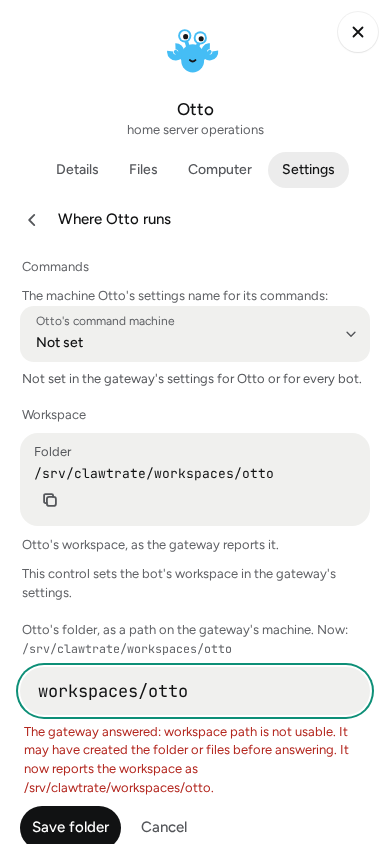 Otto
home server operations
Details Files Computer Settings
Where Otto runs
Commands
The machine Otto's settings name for its commands:
Otto's command machine
Not set
Not set in the gateway's settings for Otto or for every bot.
Workspace
Folder
/srv/clawtrate/workspaces/otto
Otto's workspace, as the gateway reports it.
This control sets the bot's workspace in the gateway's
settings.
Otto's folder, as a path on the gateway's machine. Now:
/srv/clawtrate/workspaces/otto
workspaces/otto
The gateway answered: workspace path is not usable. It
may have created the folder or files before answering. It
now reports the workspace as
/srv/clawtrate/workspaces/otto.
Save folder Cancel